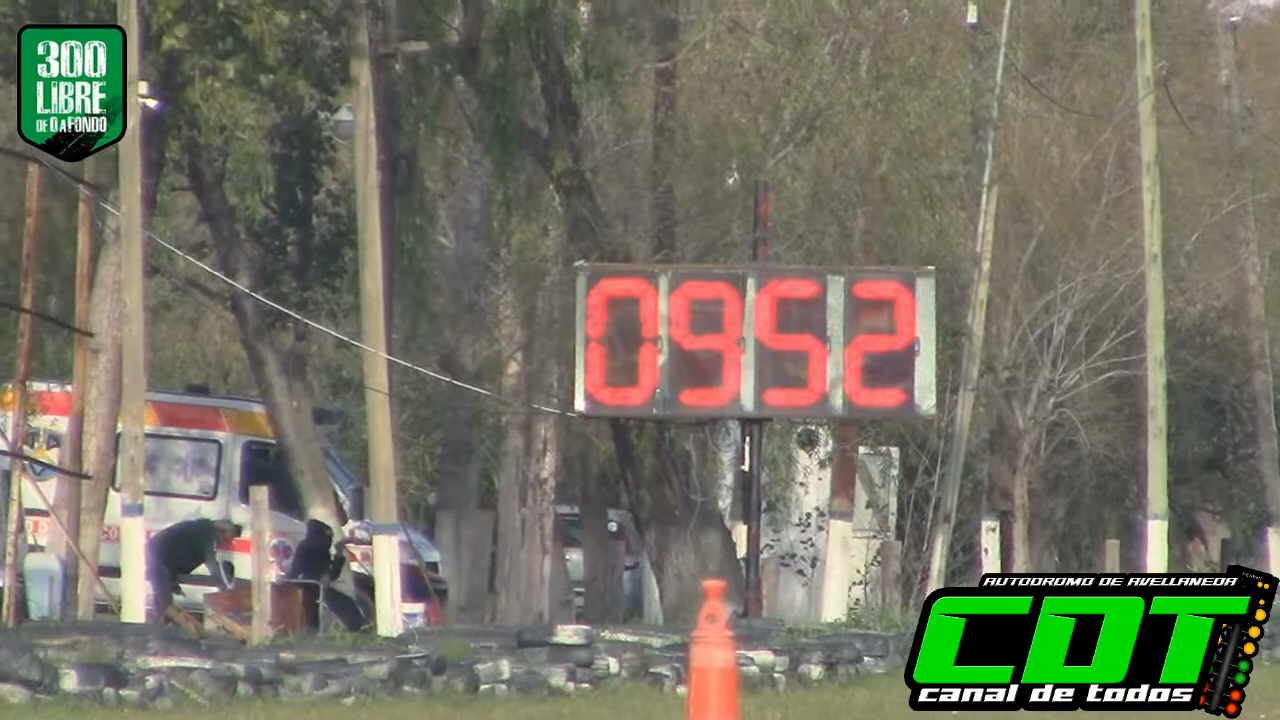 300
LIBRE
DE 0 A FONDO
0952
AUTODROMO DE AVELLANEDA
CDT
canal de todos